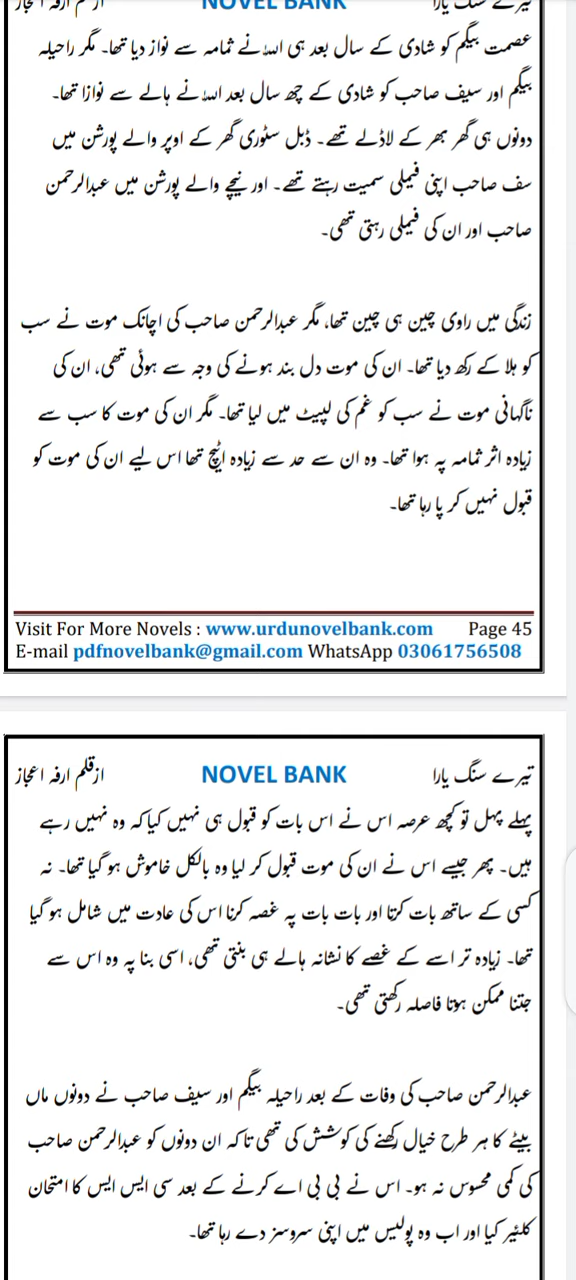 تیرے سنگ یارا NOVEL BANK ازقلم ارفہ اعجاز
عصمت بیگم کو شادی کے سال بعد ہی اللہ نے ثمامہ سے نواز دیا تھا۔ مگر راحیلہ
بیگم اور سیف صاحب کو شادی کے چھ سال بعد اللہ نے ہالے سے نوازا تھا۔
دونوں ہی گھر بھر کے لاڈلے تھے۔ ڈبل سٹوری گھر کے اوپر والے پورشن میں
سف صاحب اپنی فیملی سمیت رہتے تھے۔ اور نیچے والے پورشن میں عبدالرحمن
صاحب اور ان کی فیملی رہتی تھی۔
زندگی میں راوی چین ہی چین تھا، مگر عبدالرحمن صاحب کی اچانک موت نے سب
کو ہلا کے رکھ دیا تھا۔ ان کی موت دل بند ہونے کی وجہ سے ہوئی تھی، ان کی
ناگہانی موت نے سب کو غم کی لپیٹ میں لیا تھا۔ مگر ان کی موت کا سب سے
زیادہ اثر ثمامہ پہ ہوا تھا۔ وہ ان سے حد سے زیادہ اٹیچ تھا اس لیے ان کی موت کو
قبول نہیں کر پا رہا تھا۔
Visit For More Novels : www.urdunovelbank.com Page 45
E-mail pdfnovelbank@gmail.com WhatsApp 03061756508
تیرے سنگ یارا NOVEL BANK ازقلم ارفہ اعجاز
پہلے پہل تو کچھ عرصہ اس نے اس بات کو قبول ہی نہیں کیا کہ وہ نہیں رہے
ہیں۔ پھر جیسے اس نے ان کی موت قبول کر لیا وہ بالکل خاموش ہو گیا تھا۔ نہ
کسی کے ساتھ بات کرتا اور بات بات پہ غصہ کرنا اس کی عادت میں شامل ہو گیا
تھا۔ زیادہ تر اسے کے غصے کا نشانہ ہالے ہی بنتی تھی، اسی بنا پہ وہ اس سے
جتنا ممکن ہوتا فاصلہ رکھتی تھی۔
عبدالرحمن صاحب کی وفات کے بعد راحیلہ بیگم اور سیف صاحب نے دونوں ماں
بیٹے کا ہر طرح خیال رکھنے کی کوشش کی تھی تاکہ ان دونوں کو عبدالرحمن صاحب
کی کمی محسوس نہ ہو۔ اس نے بی بی اے کرنے کے بعد سی ایس ایس کا امتحان
کلئیر کیا اور اب وہ پولیس میں اپنی سروسز دے رہا تھا۔